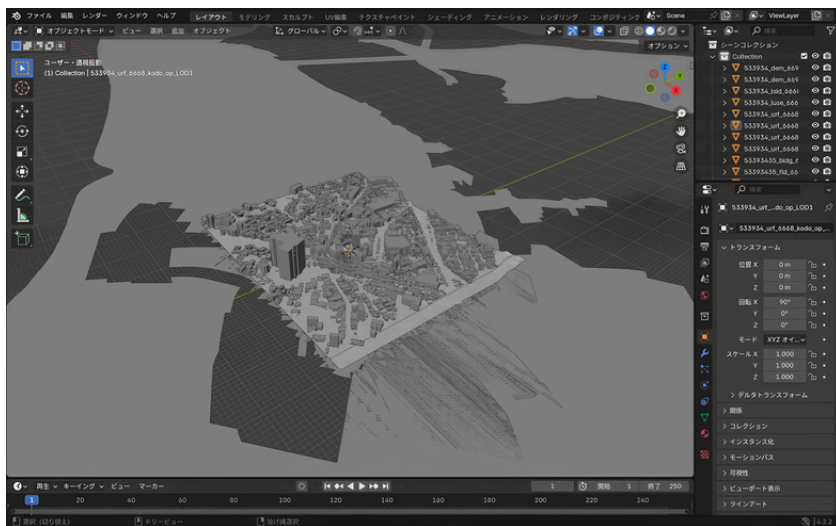 ファイル 編集 レンダー ウィンドウ ヘルプ レイアウト モデリング スカルプト UV編集 テクスチャペイント シェーディング アニメーション レンダリング コンポジティング Scene ViewLayer
オブジェクトモード ビュー 選択 追加 オブジェクト グローバル 検索
オプション
ユーザー・透視投影
(1) Collection | 533934_urf_6668_kodo_op_LOD1
Z
Y
X
シーンコレクション
Collection
533934_dem_669
533934_dem_669
533934_lsld_6668
533934_luse_666
533934_urf_6668
533934_urf_6668
533934_urf_6668
533934_urf_6668
53393435_bldg_6
53393435_fld_66
検索
533934_urf_...do_op_LOD1
533934_urf_6668_kodo_op_...
トランスフォーム
位置 X 0 m
Y 0 m
Z 0 m
回転 X 90°
Y 0°
Z 0°
モード XYZ オイ...
スケール X 1.000
Y 1.000
Z 1.000
デルタトランスフォーム
関係
コレクション
インスタンス化
モーションパス
可視性
ビューポート表示
ラインアート
再生 キーイング ビュー マーカー 1 開始 1 終了 250
1 20 40 60 80 100 120 140 160 180 200 220 240
選択 (切り替え) ドリービュー 投げ縄選択 4.2.2